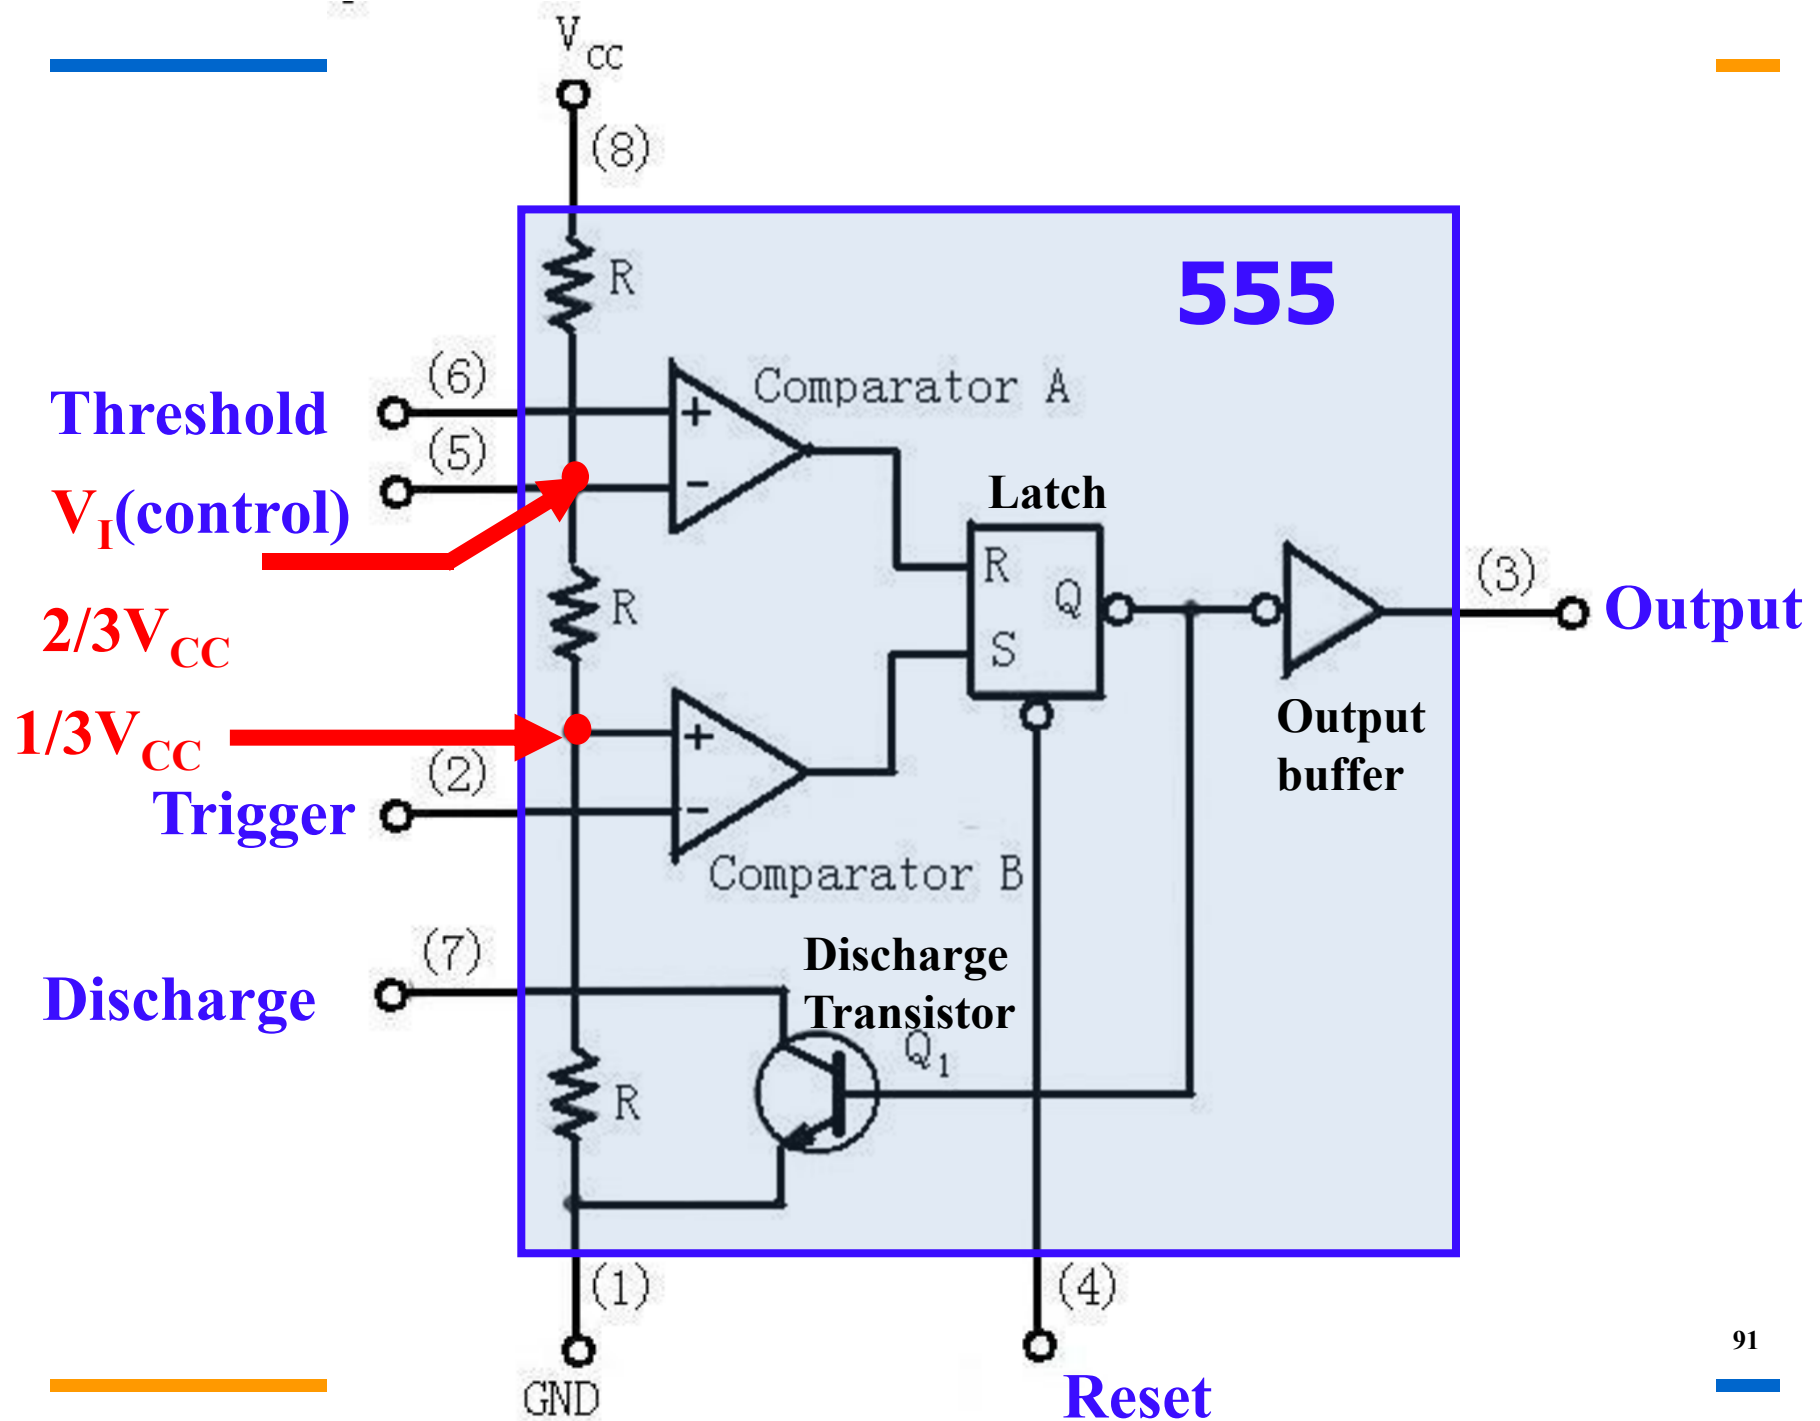 VCC
(8)
R
555
(6)
Comparator A
Threshold
(5)
VI(control)
Latch
R
Q
(3)
Output
2/3VCC
R
S
1/3VCC
+
-
+
-
Output
buffer
(2)
Trigger
Comparator B
(7)
Discharge
Discharge
Transistor
Q1
R
(1)
(4)
91
GND
Reset